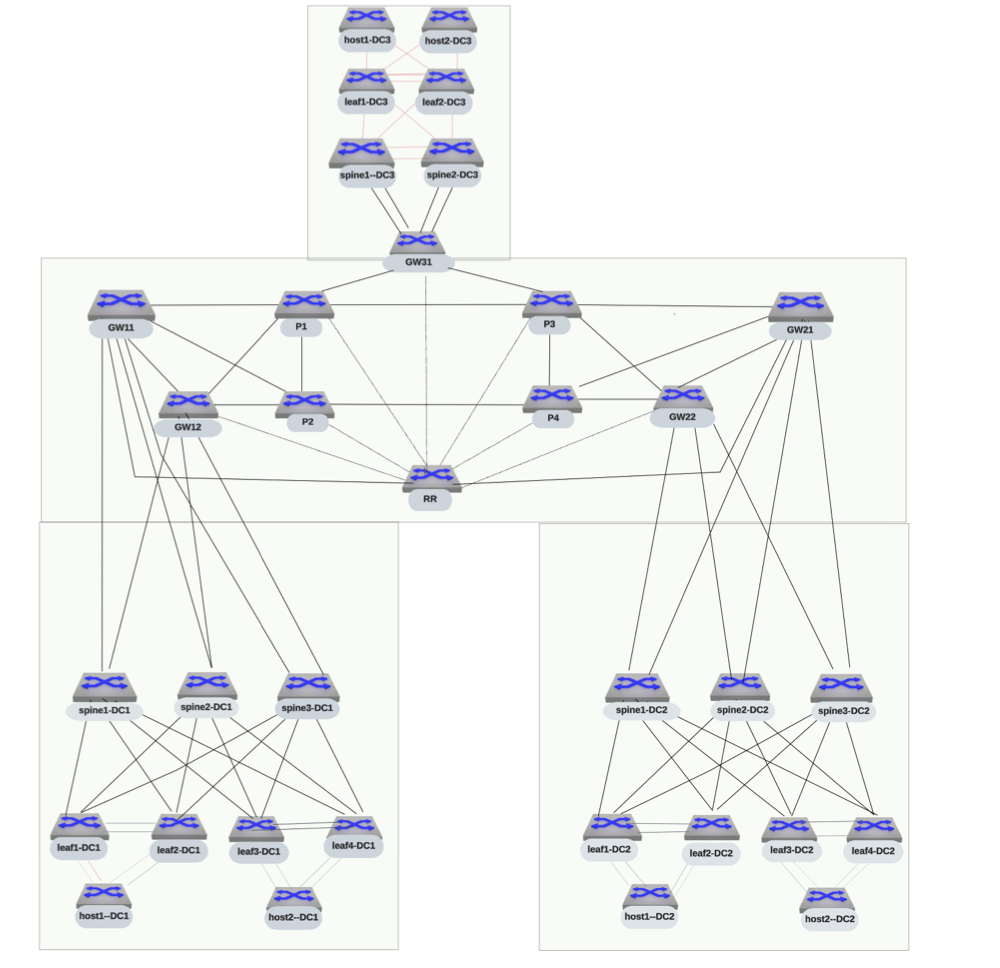 host1-DC3
host2-DC3
leaf1-DC3
leaf2-DC3
spine1--DC3
spine2-DC3
GW31
GW11
P1
P3
GW21
GW12
P2
P4
GW22
RR
spine1-DC1
spine2-DC1
spine3-DC1
spine1-DC2
spine2-DC2
spine3-DC2
leaf1-DC1
leaf2-DC1
leaf3-DC1
leaf4-DC1
leaf1-DC2
leaf2-DC2
leaf3-DC2
leaf4-DC2
host1--DC1
host2--DC1
host1--DC2
host2--DC2